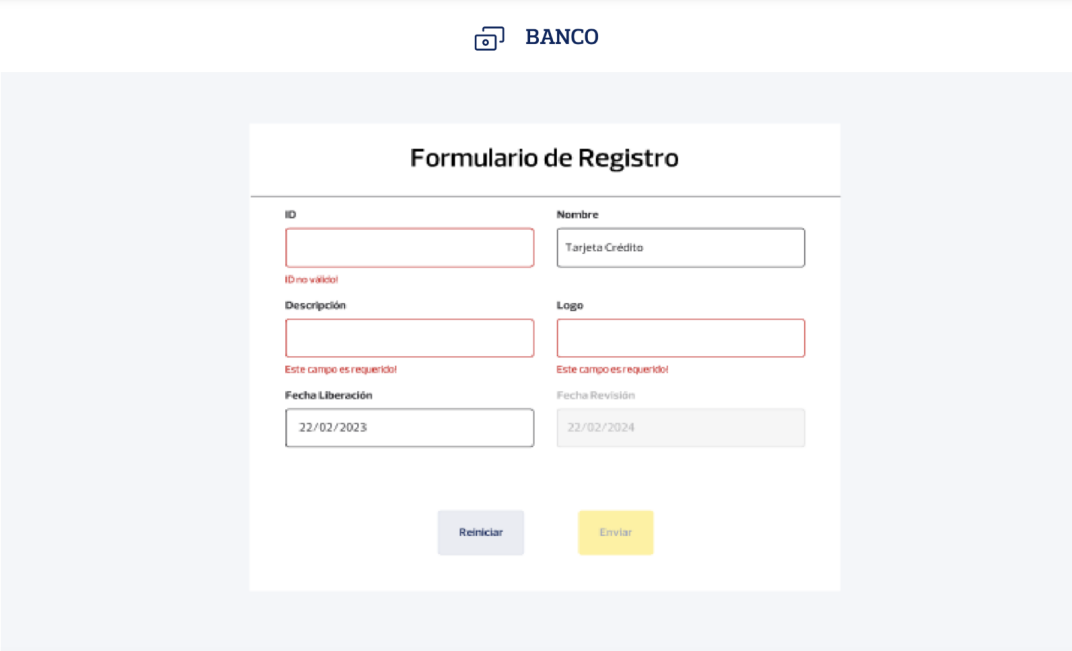 BANCO
Formulario de Registro
ID
Nombre
Tarjeta Crédito
ID no válido!
Descripción
Logo
Este campo es requerido!
Este campo es requerido!
Fecha Liberación
Fecha Revisión
22/02/2023
22/02/2024
Reiniciar
Enviar